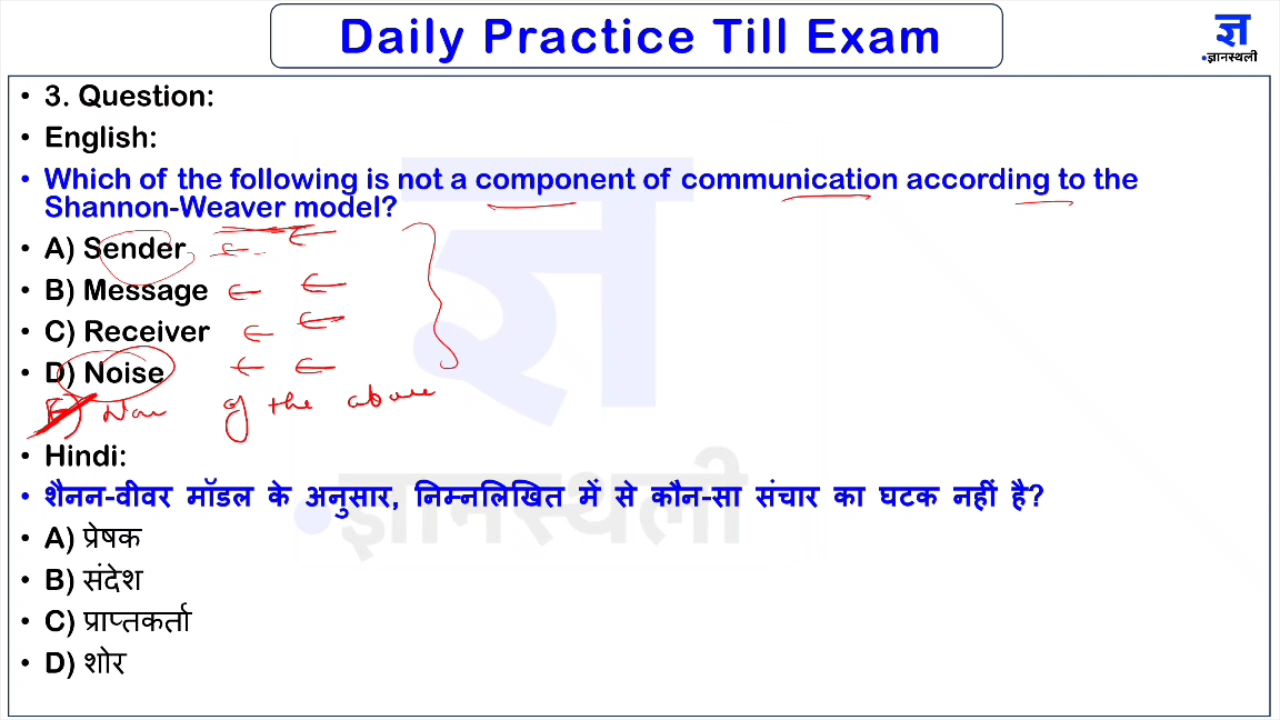 Daily Practice Till Exam
ज्ञ
ज्ञानस्थली
• 3. Question:
• English:
• Which of the following is not a component of communication according to the
Shannon-Weaver model?
• A) Sender
• B) Message
• C) Receiver
• D) Noise
E) of the above
• Hindi:
• शैनन-वीवर मॉडल के अनुसार, निम्नलिखित में से कौन-सा संचार का घटक नहीं है?
• A) प्रेषक
• B) संदेश
• C) प्राप्तकर्ता
• D) शोर
ज्ञ
ज्ञानस्थली